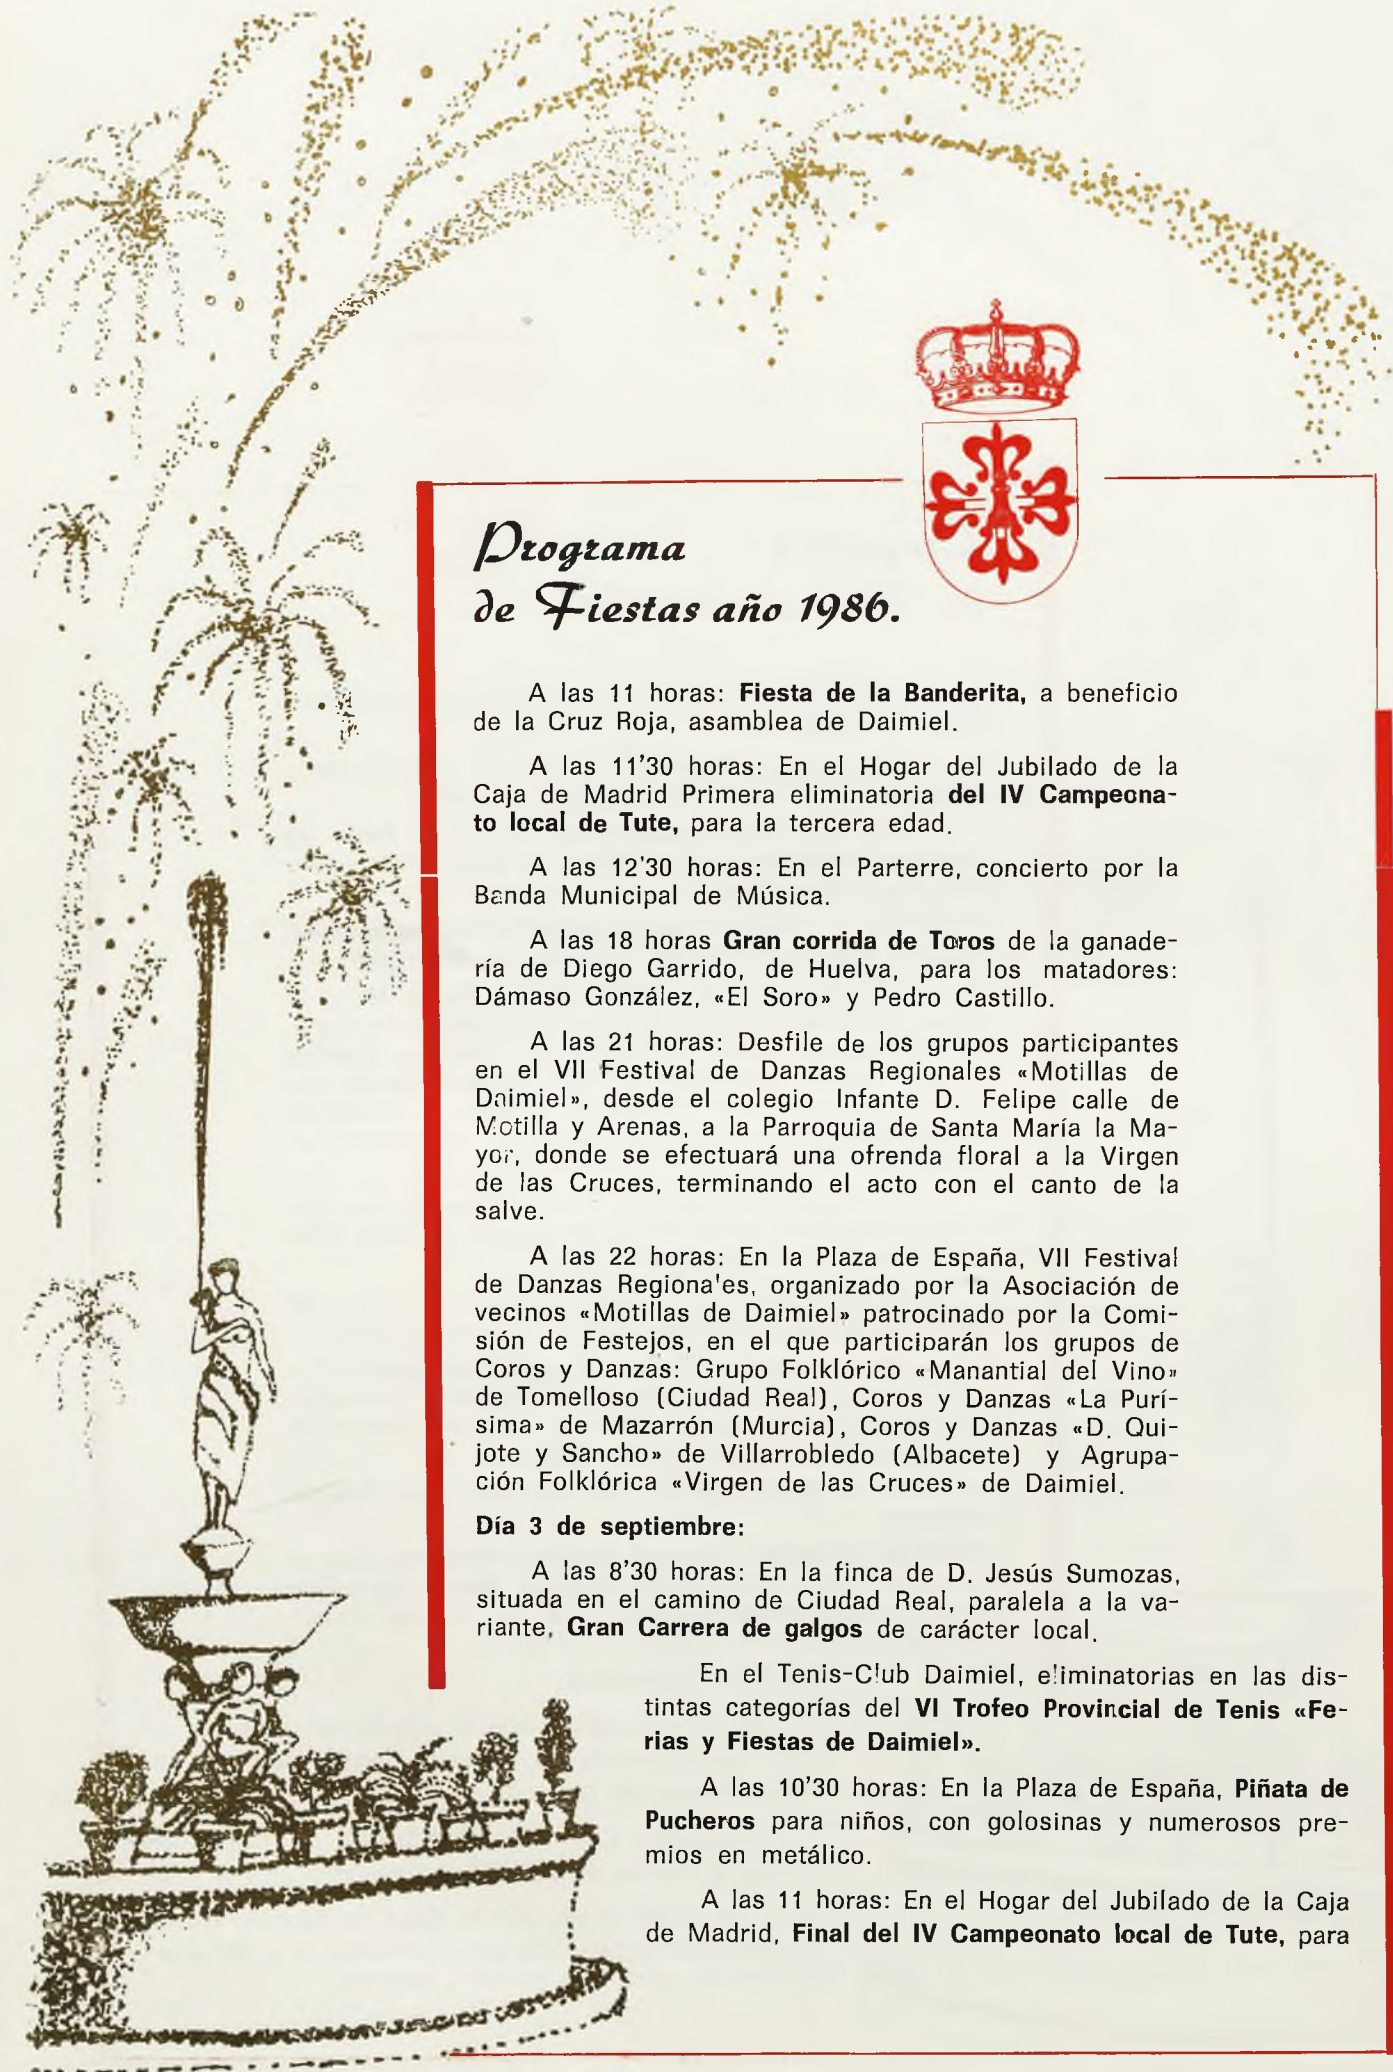 Programa
de Fiestas año 1986.
A las 11 horas: Fiesta de la Banderita, a beneficio
de la Cruz Roja, asamblea de Daimiel.
A las 11'30 horas: En el Hogar del Jubilado de la
Caja de Madrid Primera eliminatoria del IV Campeona-
to local de Tute, para la tercera edad.
A las 12'30 horas: En el Parterre, concierto por la
Banda Municipal de Música.
A las 18 horas Gran corrida de Toros de la ganade-
ría de Diego Garrido, de Huelva, para los matadores:
Dámaso González, «El Soro» y Pedro Castillo.
A las 21 horas: Desfile de los grupos participantes
en el VII Festival de Danzas Regionales «Motillas de
Daimiel», desde el colegio Infante D. Felipe calle de
Motilla y Arenas, a la Parroquia de Santa María la Ma-
yor, donde se efectuará una ofrenda floral a la Virgen
de las Cruces, terminando el acto con el canto de la
salve.
A las 22 horas: En la Plaza de España, VII Festival
de Danzas Regiona'es, organizado por la Asociación de
vecinos «Motillas de Daimiel» patrocinado por la Comi-
sión de Festejos, en el que participarán los grupos de
Coros y Danzas: Grupo Folklórico «Manantial del Vino»
de Tomelloso (Ciudad Real), Coros y Danzas «La Purí-
sima» de Mazarrón (Murcia), Coros y Danzas «D. Qui-
jote y Sancho» de Villarrobledo (Albacete) y Agrupa-
ción Folklórica «Virgen de las Cruces» de Daimiel.
Día 3 de septiembre:
A las 8'30 horas: En la finca de D. Jesús Sumozas,
situada en el camino de Ciudad Real, paralela a la va-
riante, Gran Carrera de galgos de carácter local.
En el Tenis-Club Daimiel, eliminatorias en las dis-
tintas categorías del VI Trofeo Provincial de Tenis «Fe-
rias y Fiestas de Daimiel».
A las 10'30 horas: En la Plaza de España, Piñata de
Pucheros para niños, con golosinas y numerosos pre-
mios en metálico.
A las 11 horas: En el Hogar del Jubilado de la Caja
de Madrid, Final del IV Campeonato local de Tute, para